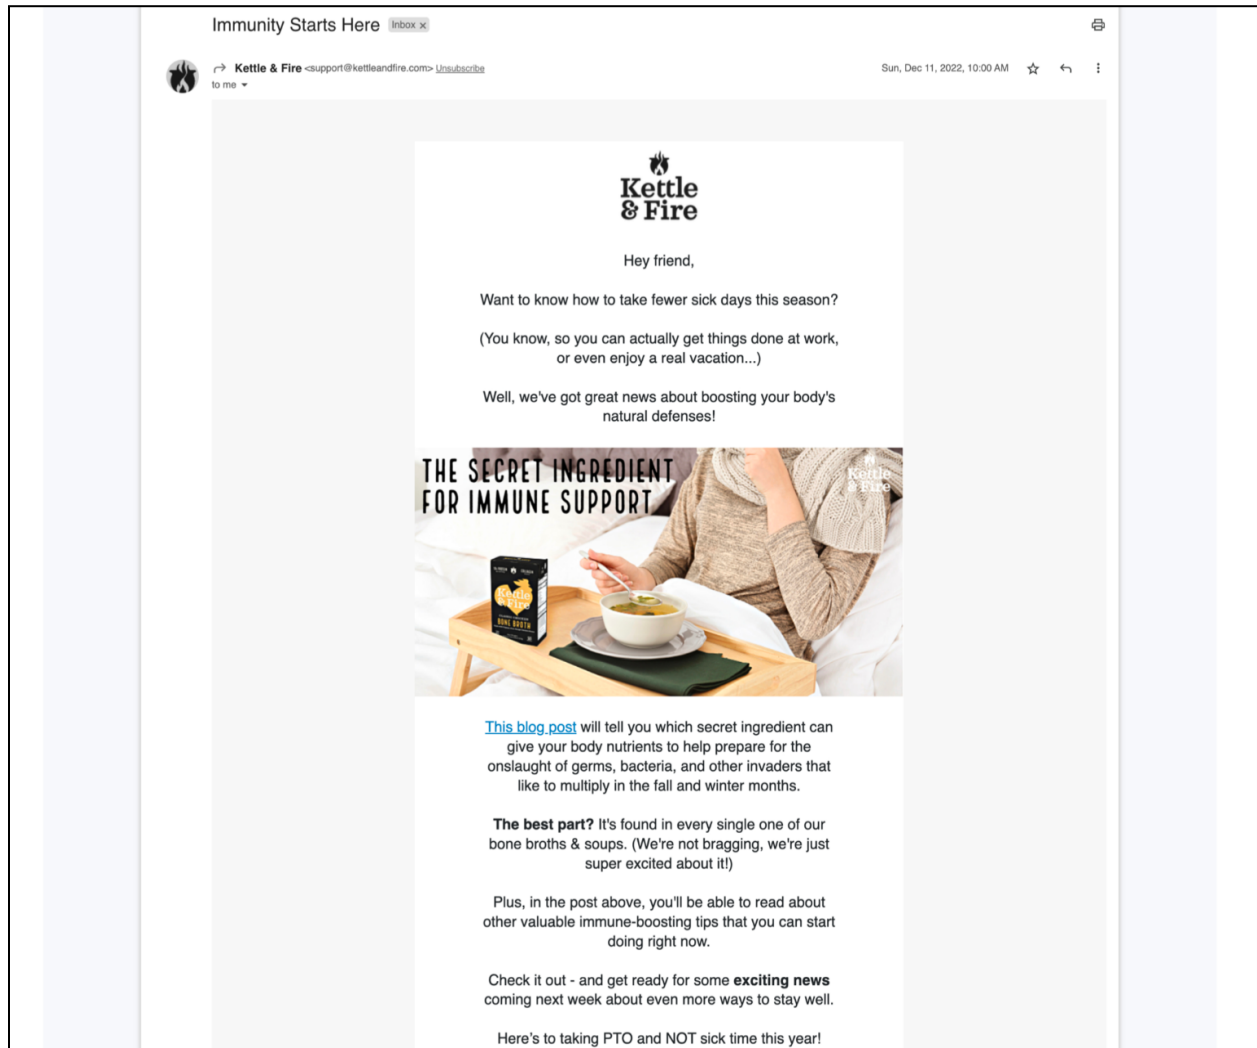 Immunity Starts Here Inbox x
Kettle & Fire <support@kettleandfire.com> Unsubscribe
Sun, Dec 11, 2022, 10:00 AM
to me
Kettle
& Fire
Hey friend,
Want to know how to take fewer sick days this season?
(You know, so you can actually get things done at work,
or even enjoy a real vacation...)
Well, we've got great news about boosting your body's
natural defenses!
THE SECRET INGREDIENT
FOR IMMUNE SUPPORT
Kettle
& Fire
Kettle
& Fire
BONE BROTH
This blog post will tell you which secret ingredient can
give your body nutrients to help prepare for the
onslaught of germs, bacteria, and other invaders that
like to multiply in the fall and winter months.
The best part? It's found in every single one of our
bone broths & soups. (We're not bragging, we're just
super excited about it!)
Plus, in the post above, you'll be able to read about
other valuable immune-boosting tips that you can start
doing right now.
Check it out - and get ready for some exciting news
coming next week about even more ways to stay well.
Here's to taking PTO and NOT sick time this year!